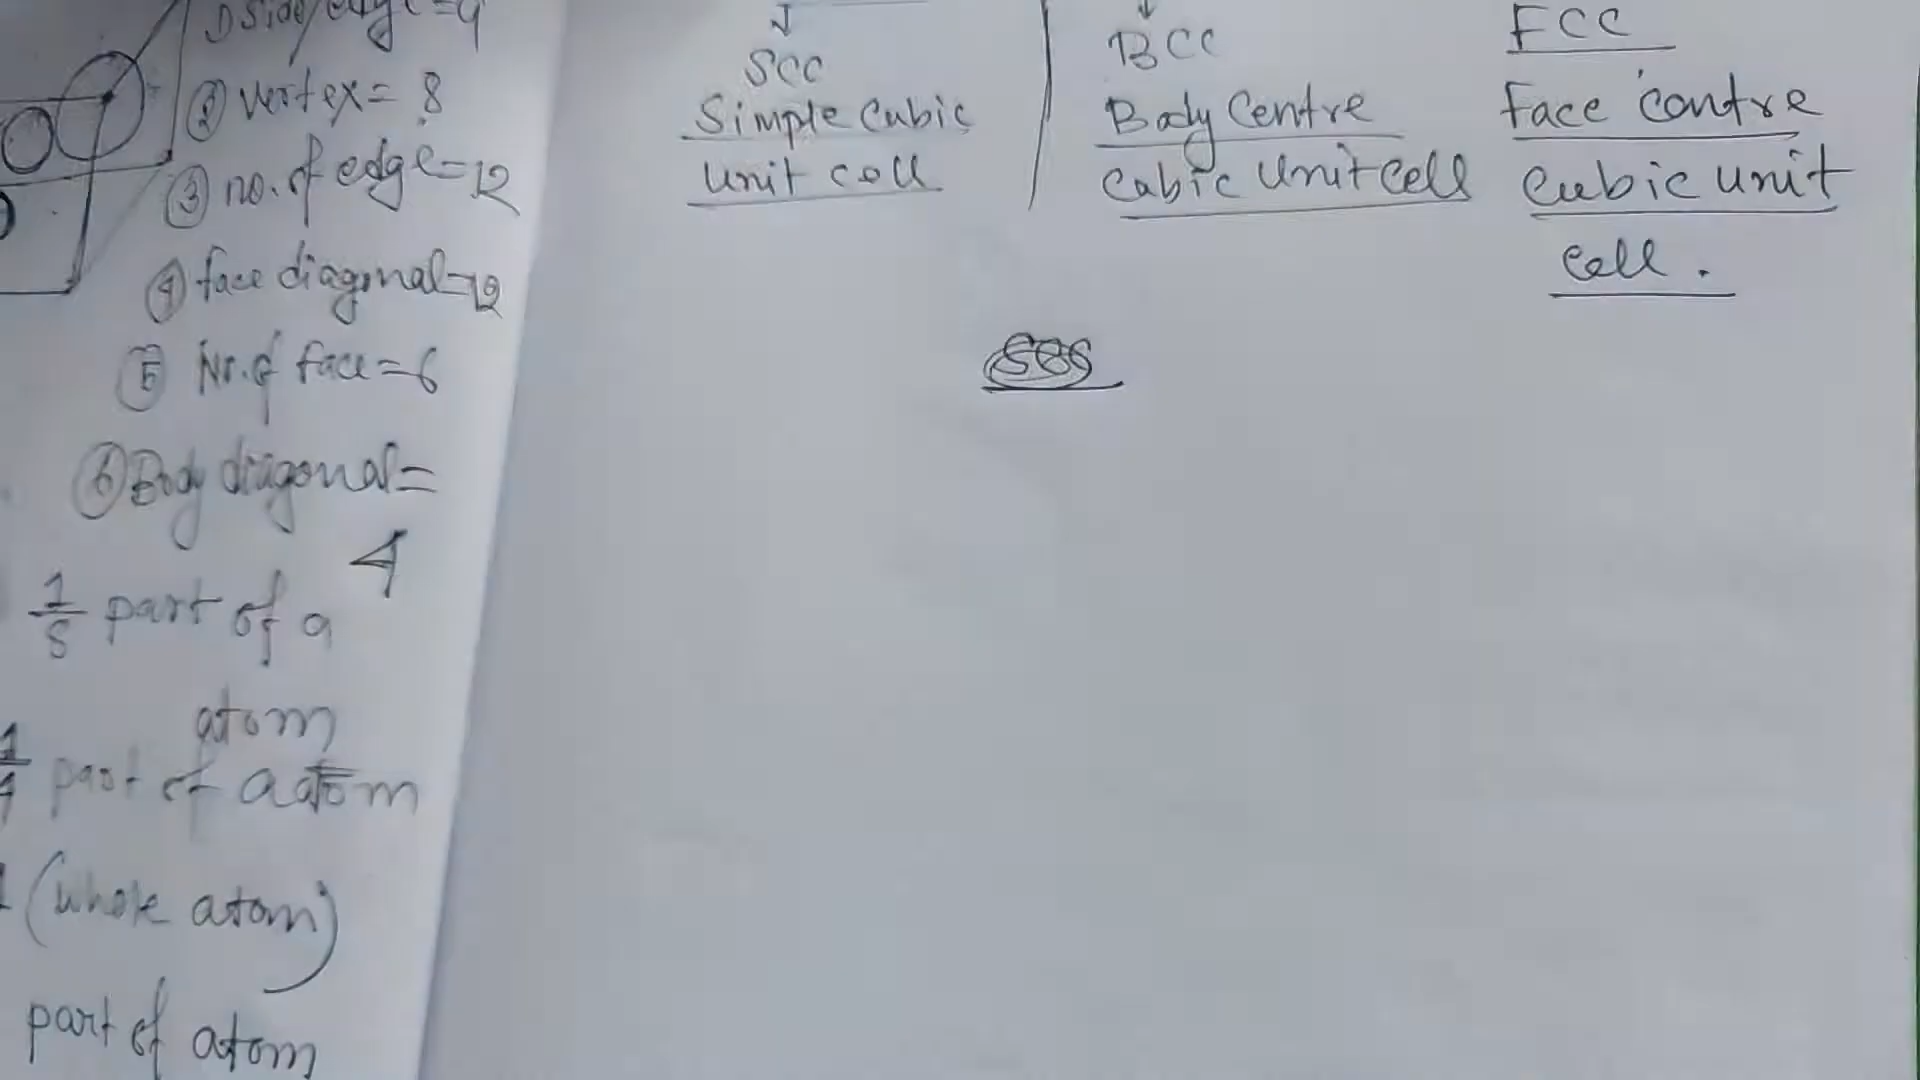 1) Side/edge = a
② vertex = 8
③ no. of edge = 12
④ face diagonal = 12
⑤ No. of face = 6
⑥ Body diagonal =
4
1/8 part of a
atom
1/4 part of a atom
1 (whole atom)
part of atom
↓
SCC
Simple Cubic
Unit cell
↓
BCC
Body Centre
Cubic Unit Cell
FCC
Face Centre
Cubic Unit
Cell.